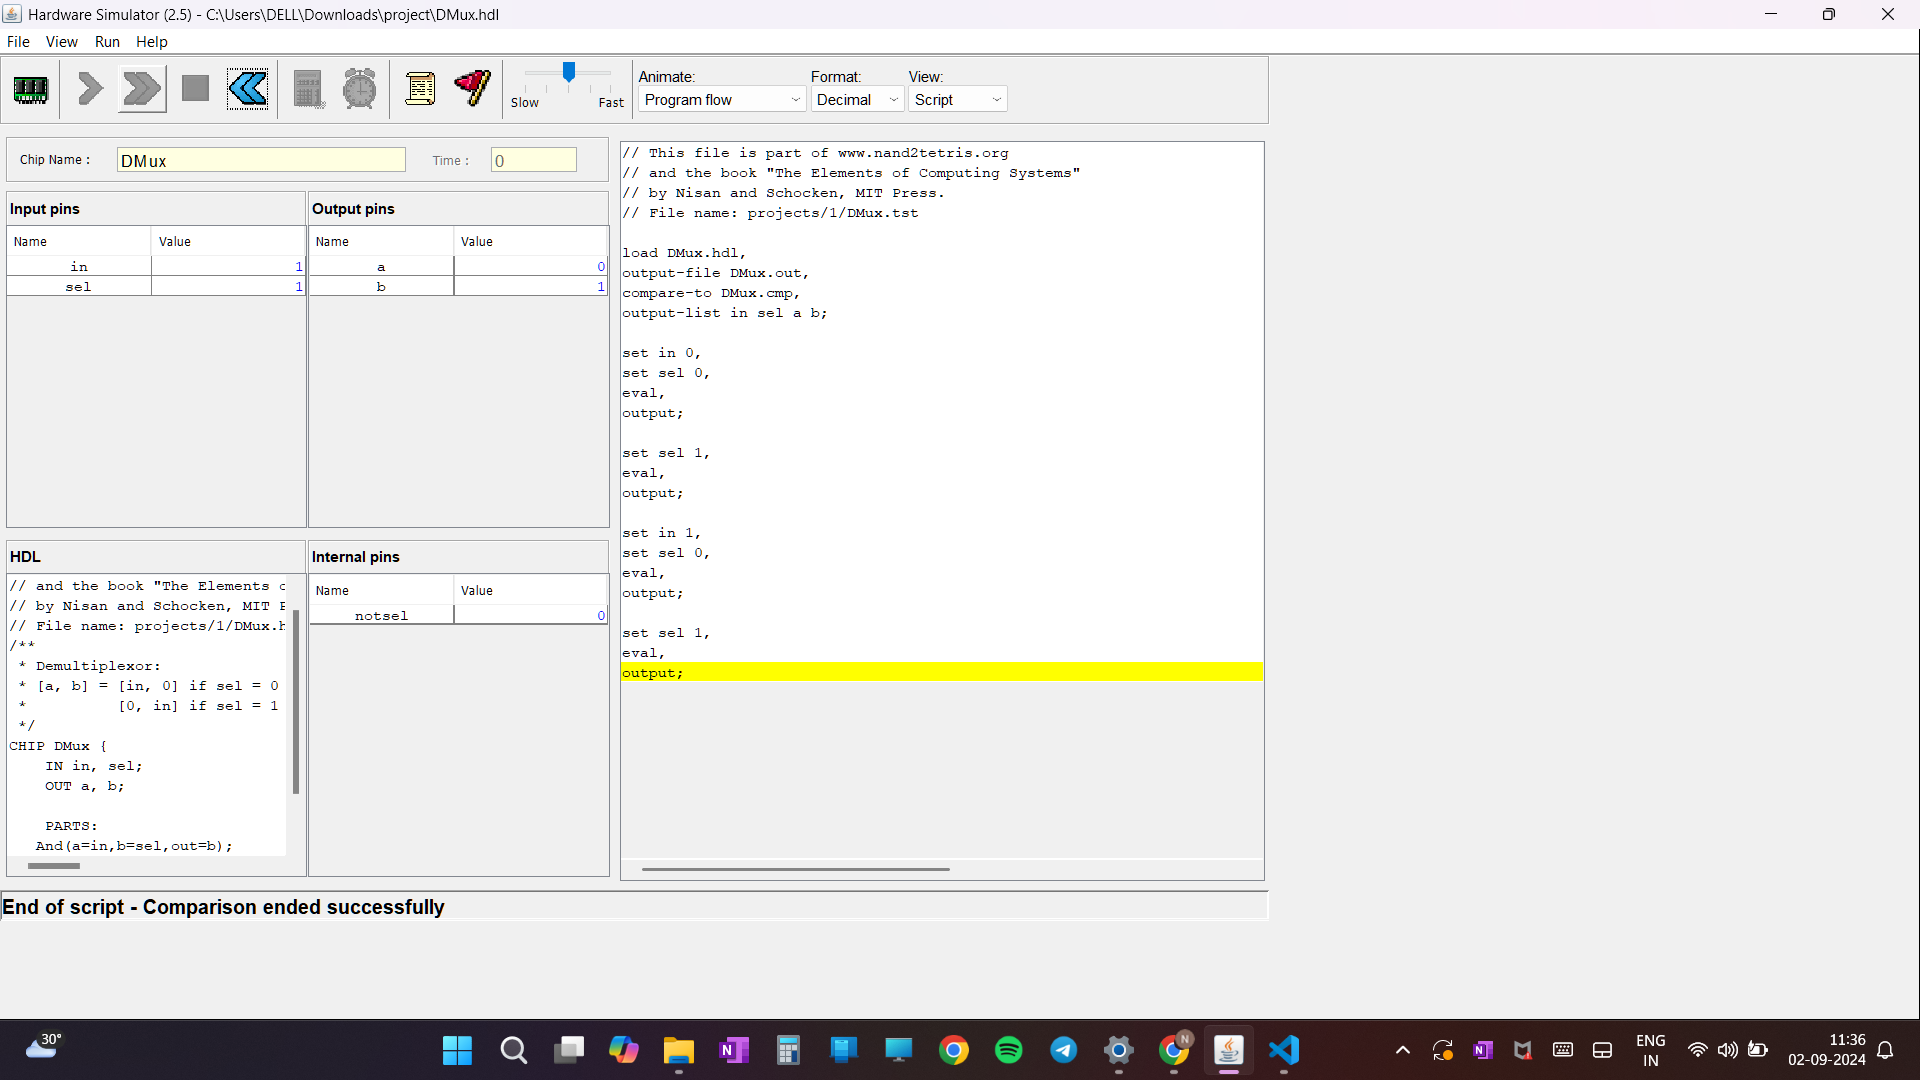 Hardware Simulator (2.5) - C:\Users\DELL\Downloads\project\DMux.hdl
File View Run Help
Slow Fast
Animate: Format: View:
Program flow Decimal Script
Chip Name : DMux Time : 0
Input pins
Name Value
in 1
sel 1
Output pins
Name Value
a 0
b 1
HDL
// and the book "The Elements
// by Nisan and Schocken, MIT
// File name: projects/1/DMux.h
/**
* Demultiplexor:
* [a, b] = [in, 0] if sel = 0
* [0, in] if sel = 1
*/
CHIP DMux {
IN in, sel;
OUT a, b;
PARTS:
And(a=in,b=sel,out=b);
Internal pins
Name Value
notsel 0
// This file is part of www.nand2tetris.org
// and the book "The Elements of Computing Systems"
// by Nisan and Schocken, MIT Press.
// File name: projects/1/DMux.tst
load DMux.hdl,
output-file DMux.out,
compare-to DMux.cmp,
output-list in sel a b;
set in 0,
set sel 0,
eval,
output;
set sel 1,
eval,
output;
set in 1,
set sel 0,
eval,
output;
set sel 1,
eval,
output;
End of script - Comparison ended successfully
30°
N
N
N
ENG
IN
11:36
02-09-2024